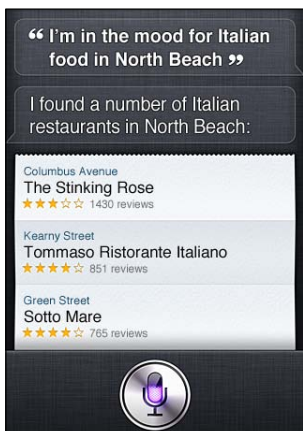 “ I’m in the mood for Italian
food in North Beach ”
I found a number of Italian
restaurants in North Beach:
Columbus Avenue
The Stinking Rose
1430 reviews
Kearny Street
Tommaso Ristorante Italiano
851 reviews
Green Street
Sotto Mare
765 reviews